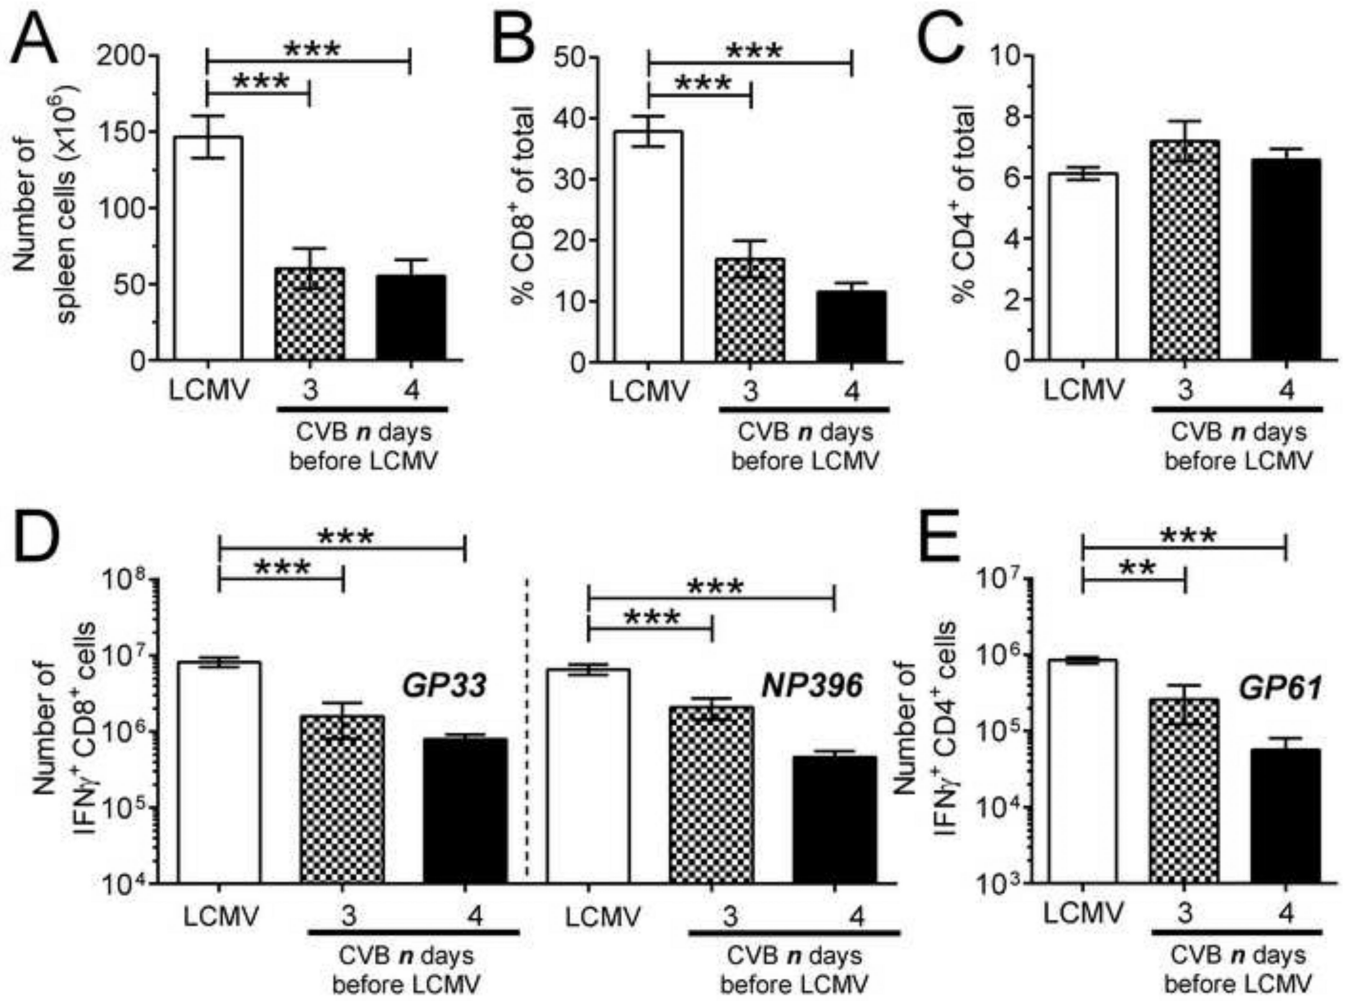 A
Number of
spleen cells (x10⁶)
200
150
100
50
0
***
***
LCMV
3
4
CVB n days
before LCMV
B
% CD8⁺ of total
50
40
30
20
10
0
***
***
LCMV
3
4
CVB n days
before LCMV
C
% CD4⁺ of total
10
8
6
4
2
0
LCMV
3
4
CVB n days
before LCMV
D
Number of
IFNγ⁺ CD8⁺ cells
10⁸
10⁷
10⁶
10⁵
10⁴
***
***
GP33
LCMV
3
4
CVB n days
before LCMV
***
***
NP396
LCMV
3
4
CVB n days
before LCMV
E
Number of
IFNγ⁺ CD4⁺ cells
10⁷
10⁶
10⁵
10⁴
10³
***
**
GP61
LCMV
3
4
CVB n days
before LCMV